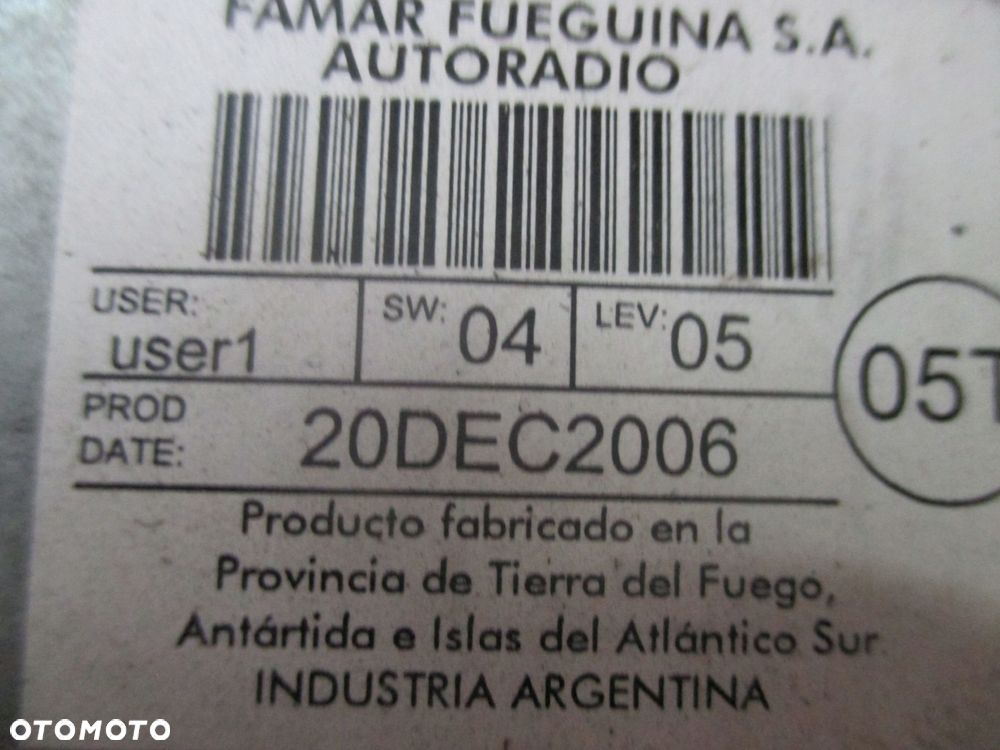 FAMAR FUEGUINA S.A.
AUTORADIO
USER: user1
SW: 04
LEV: 05
05T
PROD DATE: 20DEC2006
Producto fabricado en la
Provincia de Tierra del Fuego,
Antártida e Islas del Atlántico Sur
INDUSTRIA ARGENTINA
OTOMOTO